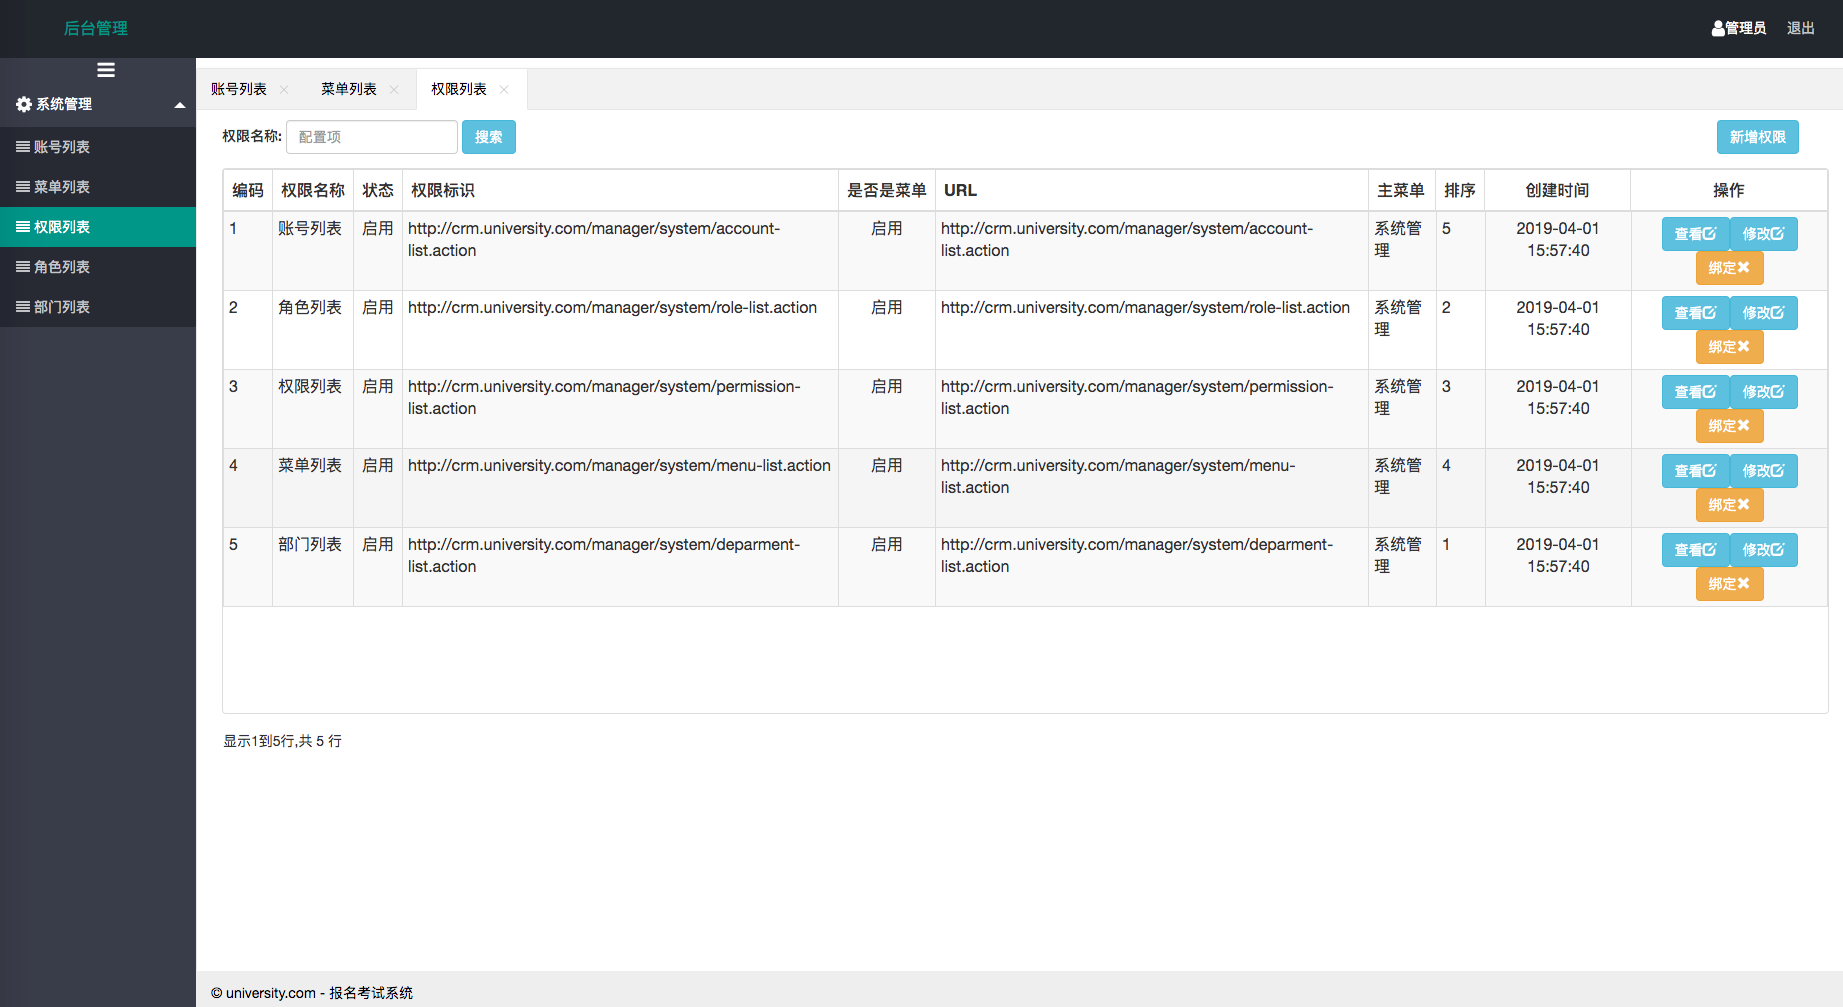 后台管理
管理员 退出
系统管理
账号列表
菜单列表
权限列表
角色列表
部门列表
账号列表 菜单列表 权限列表
权限名称: 配置项 搜索 新增权限
编码 权限名称 状态 权限标识 是否是菜单 URL 主菜单 排序 创建时间 操作
1 账号列表 启用 http://crm.university.com/manager/system/account- 启用 http://crm.university.com/manager/system/account- 系统管 5 2019-04-01 查看 修改
list.action list.action 理 15:57:40 绑定
2 角色列表 启用 http://crm.university.com/manager/system/role-list.action 启用 http://crm.university.com/manager/system/role-list.action 系统管 2 2019-04-01 查看 修改
理 15:57:40 绑定
3 权限列表 启用 http://crm.university.com/manager/system/permission- 启用 http://crm.university.com/manager/system/permission- 系统管 3 2019-04-01 查看 修改
list.action list.action 理 15:57:40 绑定
4 菜单列表 启用 http://crm.university.com/manager/system/menu-list.action 启用 http://crm.university.com/manager/system/menu- 系统管 4 2019-04-01 查看 修改
list.action 理 15:57:40 绑定
5 部门列表 启用 http://crm.university.com/manager/system/deparment- 启用 http://crm.university.com/manager/system/deparment- 系统管 1 2019-04-01 查看 修改
list.action list.action 理 15:57:40 绑定
显示1到5行,共 5 行
© university.com - 报名考试系统